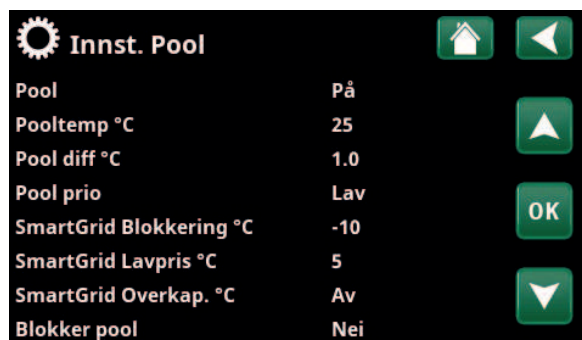 Innst. Pool
Pool På
Pooltemp °C 25
Pool diff °C 1.0
Pool prio Lav
OK
SmartGrid Blokkering °C -10
SmartGrid Lavpris °C 5
SmartGrid Overkap. °C Av
Blokker pool Nei